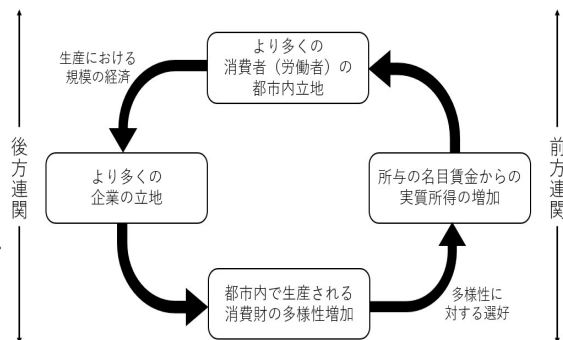 より多くの
消費者（労働者）の
都市内立地
生産における
規模の経済
後方連関
より多くの
企業の立地
所与の名目賃金からの
実質所得の増加
前方連関
都市内で生産される
消費財の多様性増加
多様性に
対する選好